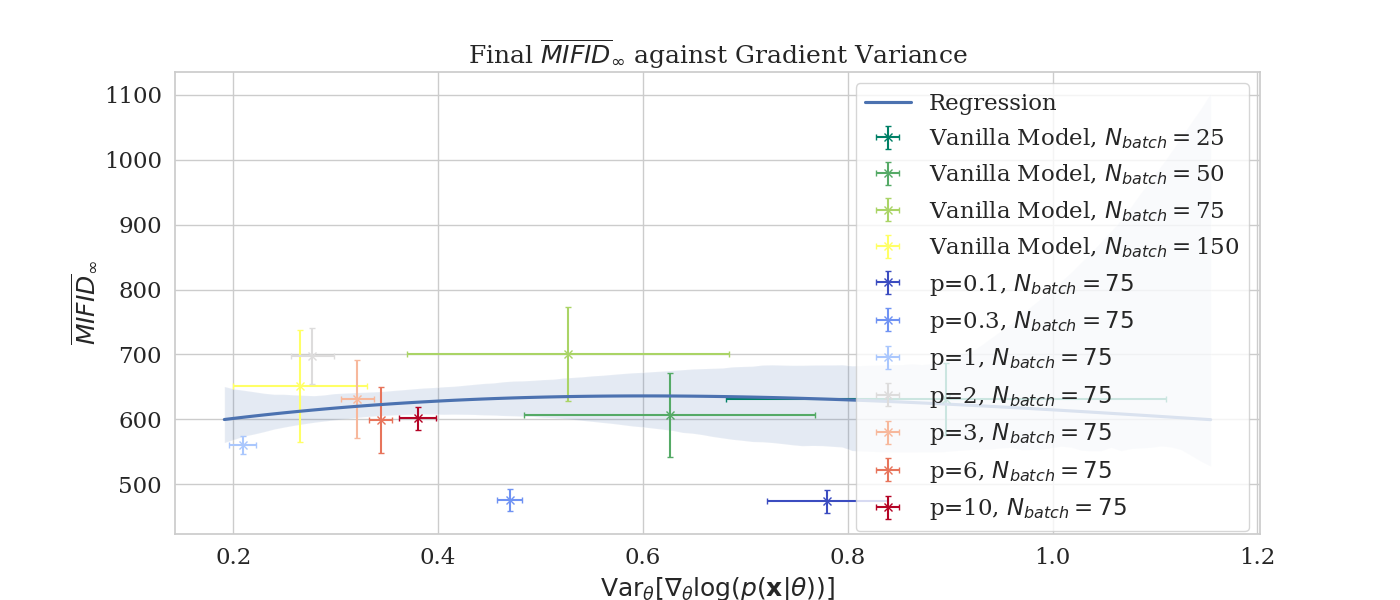 Final $\overline{MIFID}_\infty$ against Gradient Variance
$\overline{MIFID}_\infty$
1100
1000
900
800
700
600
500
0.2 0.4 0.6 0.8 1.0 1.2
$\mathrm{Var}_\theta[\nabla_\theta \log(p(\mathbf{x}|\theta))]$
Regression
Vanilla Model, $N_{batch} = 25$
Vanilla Model, $N_{batch} = 50$
Vanilla Model, $N_{batch} = 75$
Vanilla Model, $N_{batch} = 150$
p=0.1, $N_{batch} = 75$
p=0.3, $N_{batch} = 75$
p=1, $N_{batch} = 75$
p=2, $N_{batch} = 75$
p=3, $N_{batch} = 75$
p=6, $N_{batch} = 75$
p=10, $N_{batch} = 75$